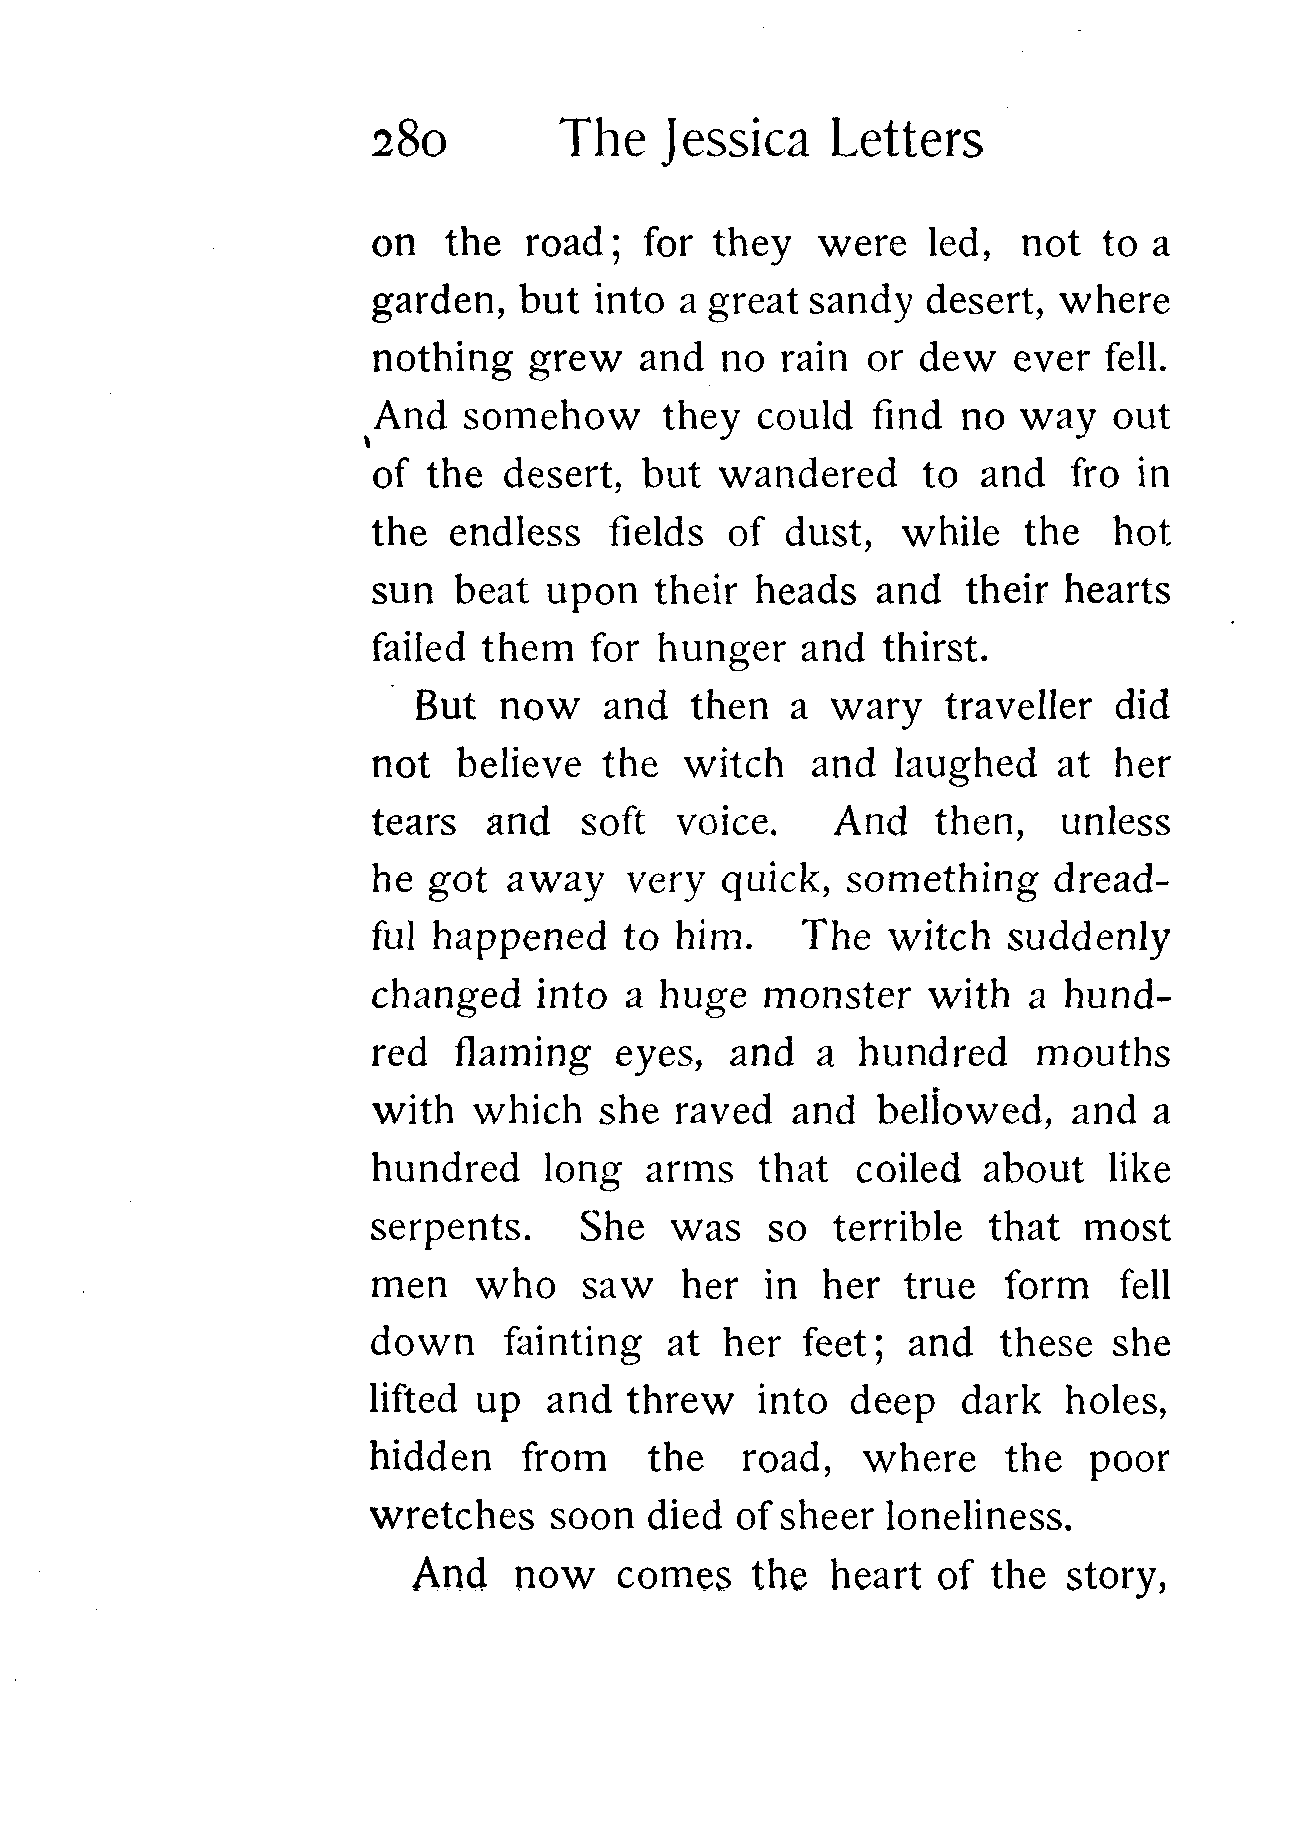 280 The Jessica Letters
on the road; for they were led, not to a
garden, but into a great sandy desert, where
nothing grew and no rain or dew ever fell.
And somehow they could find no way out
of the desert, but wandered to and fro in
the endless fields of dust, while the hot
sun beat upon their heads and their hearts
failed them for hunger and thirst.
But now and then a wary traveller did
not believe the witch and laughed at her
tears and soft voice. And then, unless
he got away very quick, something dread-
ful happened to him. The witch suddenly
changed into a huge monster with a hund-
red flaming eyes, and a hundred mouths
with which she raved and bellowed, and a
hundred long arms that coiled about like
serpents. She was so terrible that most
men who saw her in her true form fell
down fainting at her feet; and these she
lifted up and threw into deep dark holes,
hidden from the road, where the poor
wretches soon died of sheer loneliness.
And now comes the heart of the story,